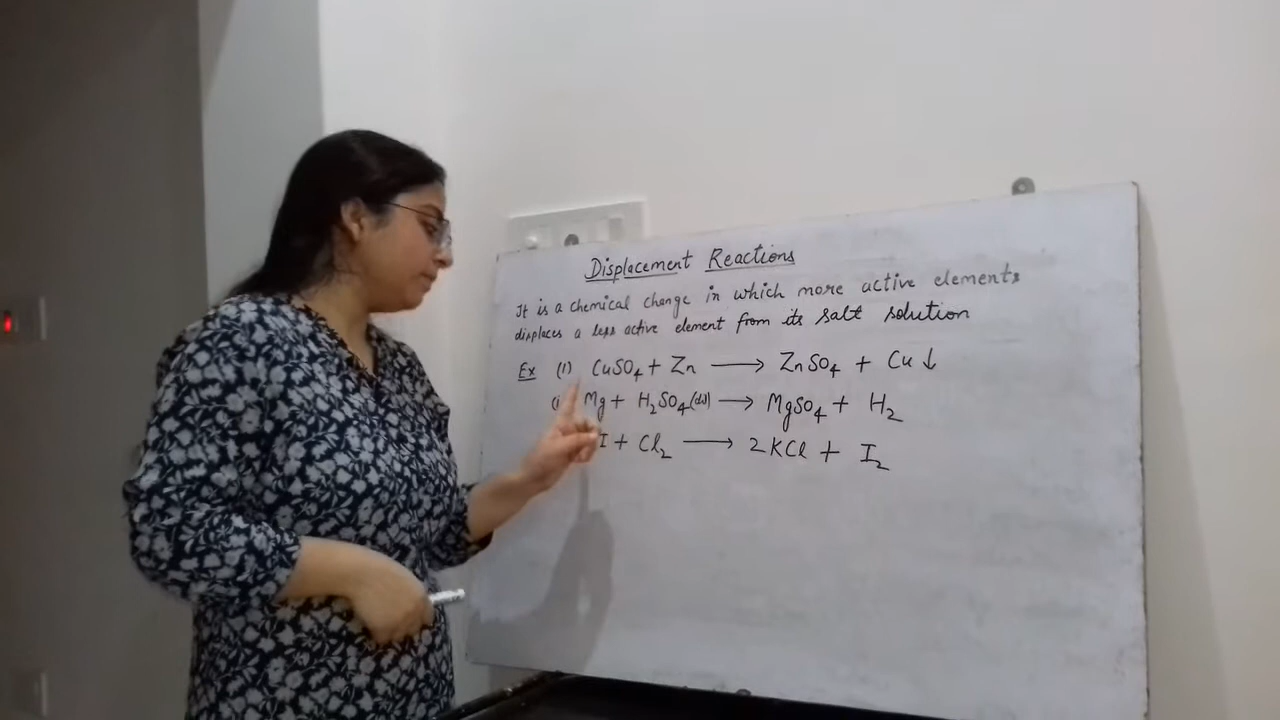 Displacement Reactions
It is a chemical change in which more active elements
displaces a less active element from its salt solution
Ex (i) CuSO₄ + Zn ⟶ ZnSO₄ + Cu ↓
Mg + H₂SO₄(dil) ⟶ MgSO₄ + H₂
I + Cl₂ ⟶ 2KCl + I₂